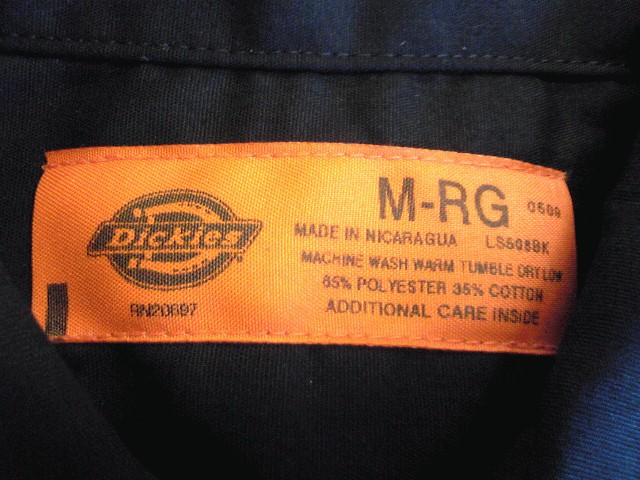 Dickies
RN20697
M-RG 0509
MADE IN NICARAGUA LS508BK
MACHINE WASH WARM TUMBLE DRY LOW
65% POLYESTER 35% COTTON
ADDITIONAL CARE INSIDE